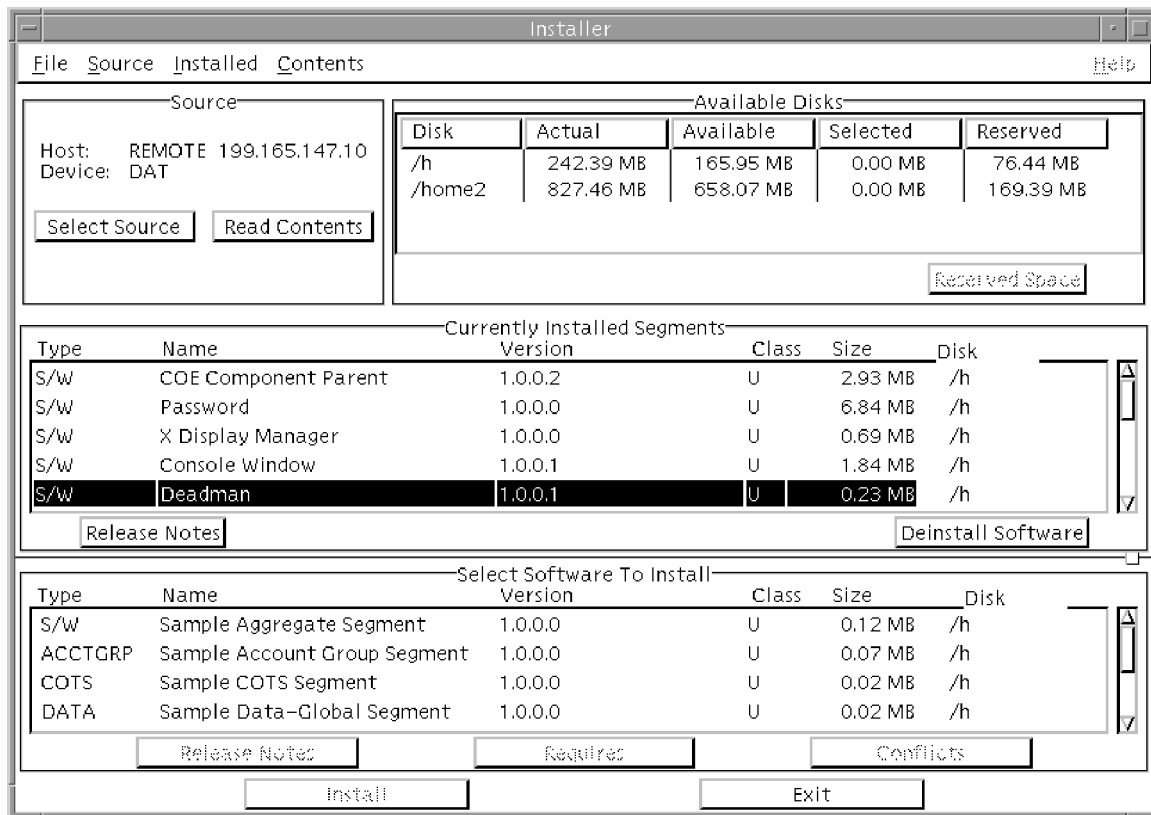 Installer
File Source Installed Contents Help
Source
Host: REMOTE 199.165.147.10
Device: DAT
Select Source Read Contents
Available Disks
Disk Actual Available Selected Reserved
/h 242.39 MB 165.95 MB 0.00 MB 76.44 MB
/home2 827.46 MB 658.07 MB 0.00 MB 169.39 MB
Reserved Space
Currently Installed Segments
Type Name Version Class Size Disk
S/W COE Component Parent 1.0.0.2 U 2.93 MB /h
S/W Password 1.0.0.0 U 6.84 MB /h
S/W X Display Manager 1.0.0.0 U 0.69 MB /h
S/W Console Window 1.0.0.1 U 1.84 MB /h
S/W Deadman 1.0.0.1 U 0.23 MB /h
Release Notes Deinstall Software
Select Software To Install
Type Name Version Class Size Disk
S/W Sample Aggregate Segment 1.0.0.0 U 0.12 MB /h
ACCTGRP Sample Account Group Segment 1.0.0.0 U 0.07 MB /h
COTS Sample COTS Segment 1.0.0.0 U 0.02 MB /h
DATA Sample Data-Global Segment 1.0.0.0 U 0.02 MB /h
Release Notes Requires Conflicts
Install Exit